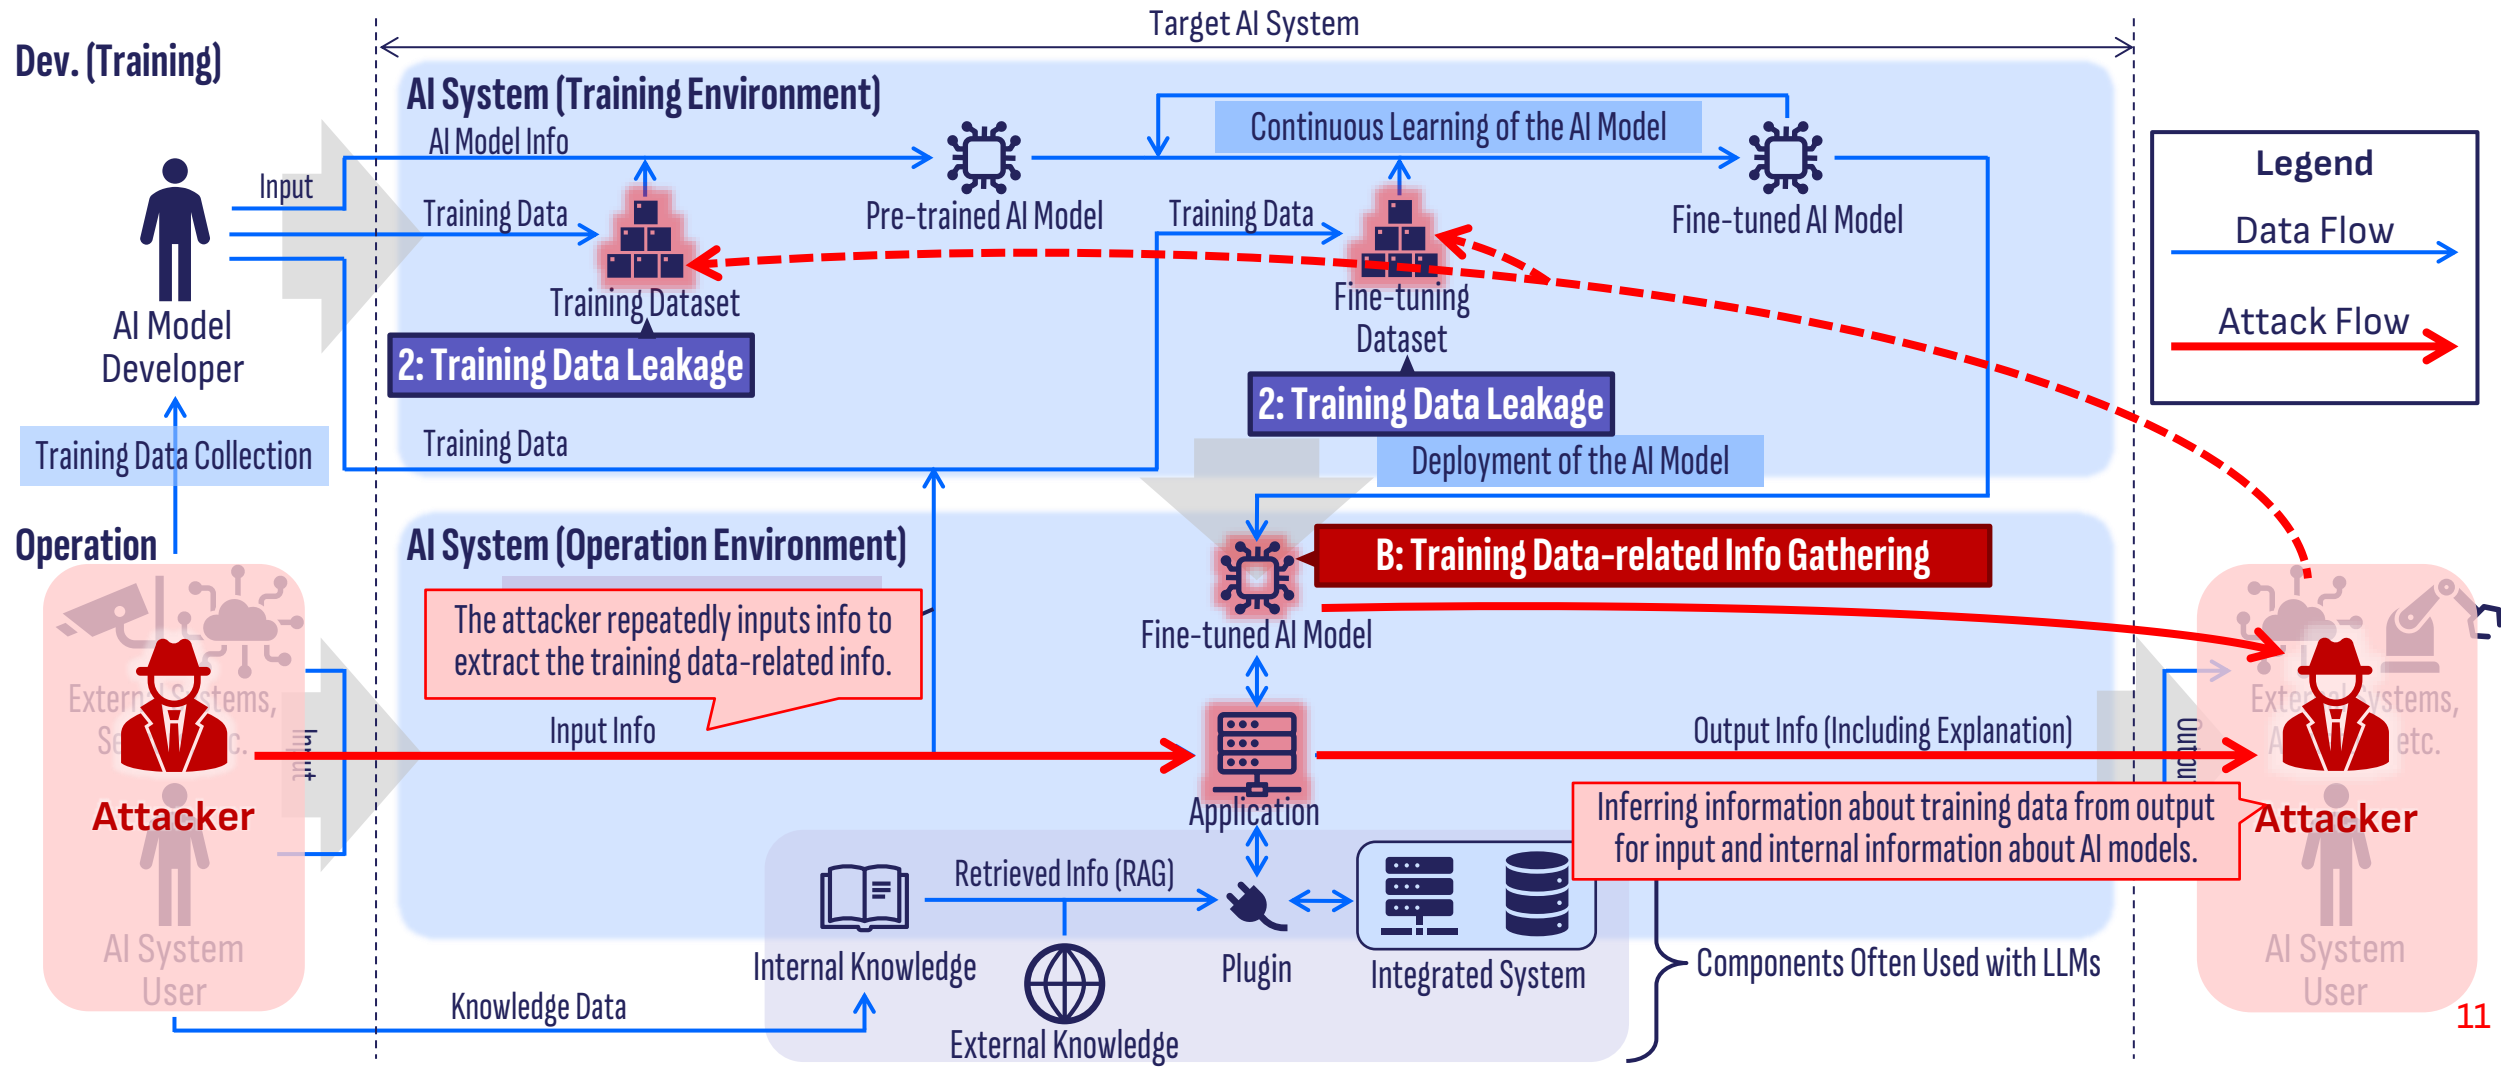 Target AI System
Dev. (Training)
AI System (Training Environment)
AI Model Info
Continuous Learning of the AI Model
Input
Training Data
Pre-trained AI Model
Training Data
Fine-tuned AI Model
Legend
Data Flow
Attack Flow
AI Model
Developer
Training Dataset
Fine-tuning
Dataset
2: Training Data Leakage
2: Training Data Leakage
Training Data Collection
Training Data
Deployment of the AI Model
Operation
AI System (Operation Environment)
B: Training Data-related Info Gathering
The attacker repeatedly inputs info to
extract the training data-related info.
Fine-tuned AI Model
Input Info
Output Info (Including Explanation)
Input
Attacker
Application
Inferring information about training data from output
for input and internal information about AI models.
Attacker
etc.
Retrieved Info (RAG)
AI System
User
Internal Knowledge
Plugin
Integrated System
Components Often Used with LLMs
AI System
User
Knowledge Data
External Knowledge
11